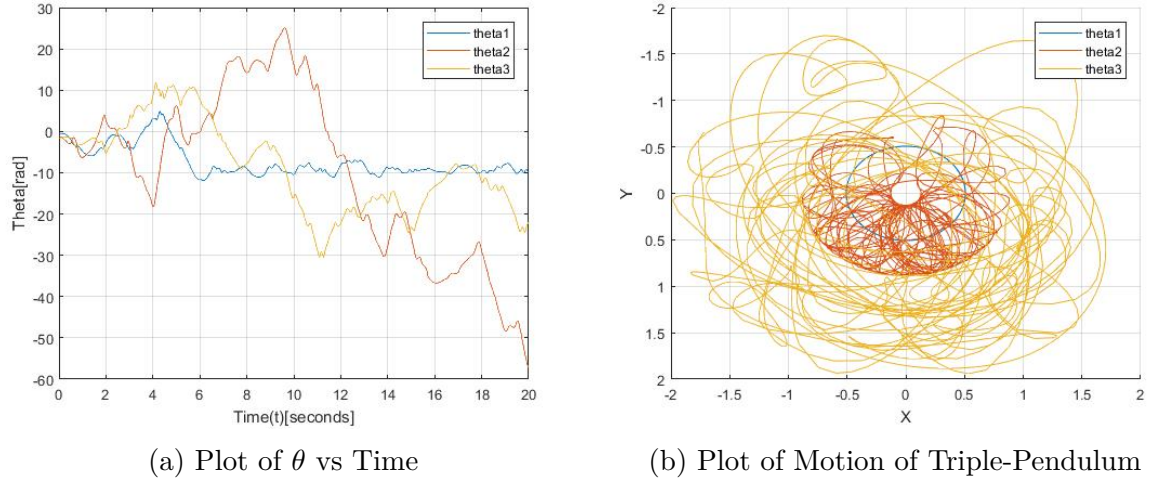 30
20
10
0
-10
-20
-30
-40
-50
-60
Theta[rad]
0 2 4 6 8 10 12 14 16 18 20
Time(t)[seconds]
theta1
theta2
theta3
(a) Plot of θ vs Time
-2
-1.5
-1
-0.5
0
0.5
1
1.5
2
Y
-2 -1.5 -1 -0.5 0 0.5 1 1.5 2
X
theta1
theta2
theta3
(b) Plot of Motion of Triple-Pendulum